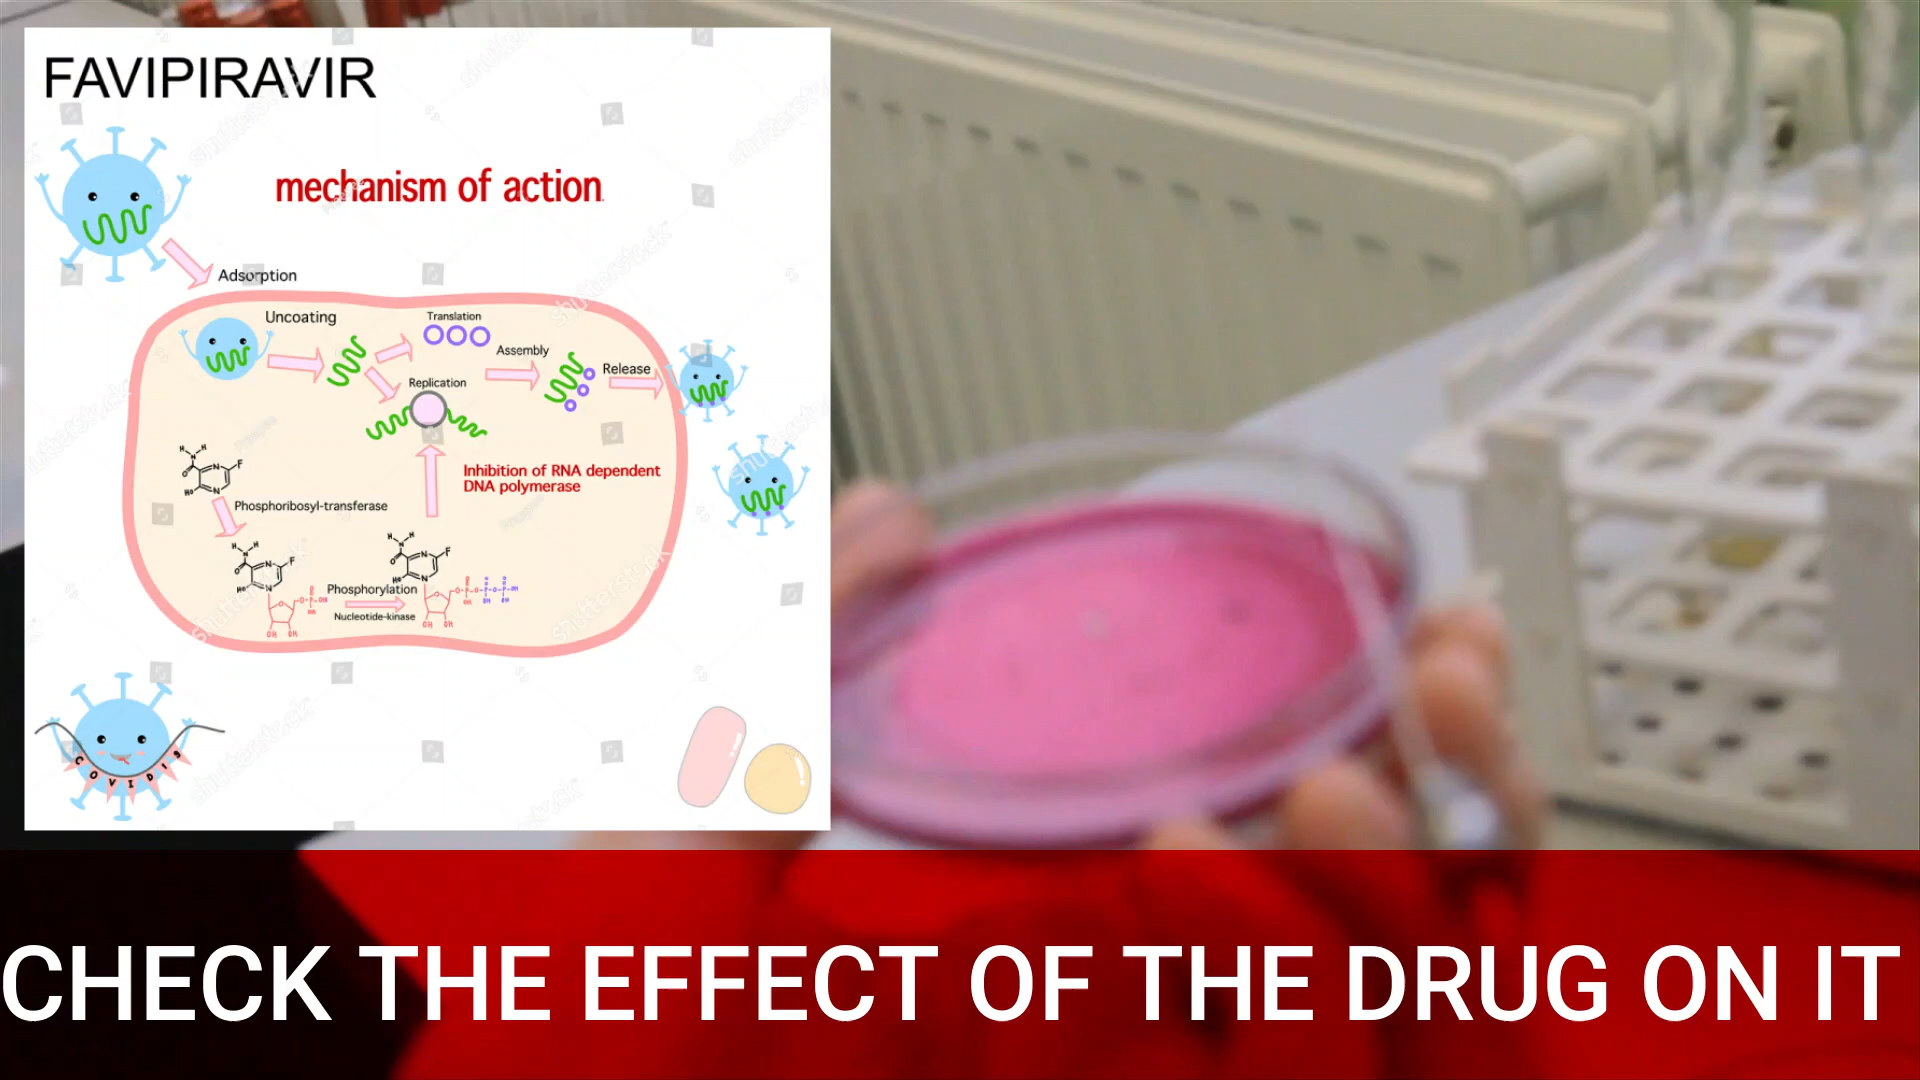 FAVIPIRAVIR
mechanism of action
Adsorption
Uncoating
Translation
Assembly
Release
Replication
Inhibition of RNA dependent
DNA polymerase
Phosphoribosyl-transferase
Phosphorylation
Nucleotide-kinase
COVID19
CHECK THE EFFECT OF THE DRUG ON IT